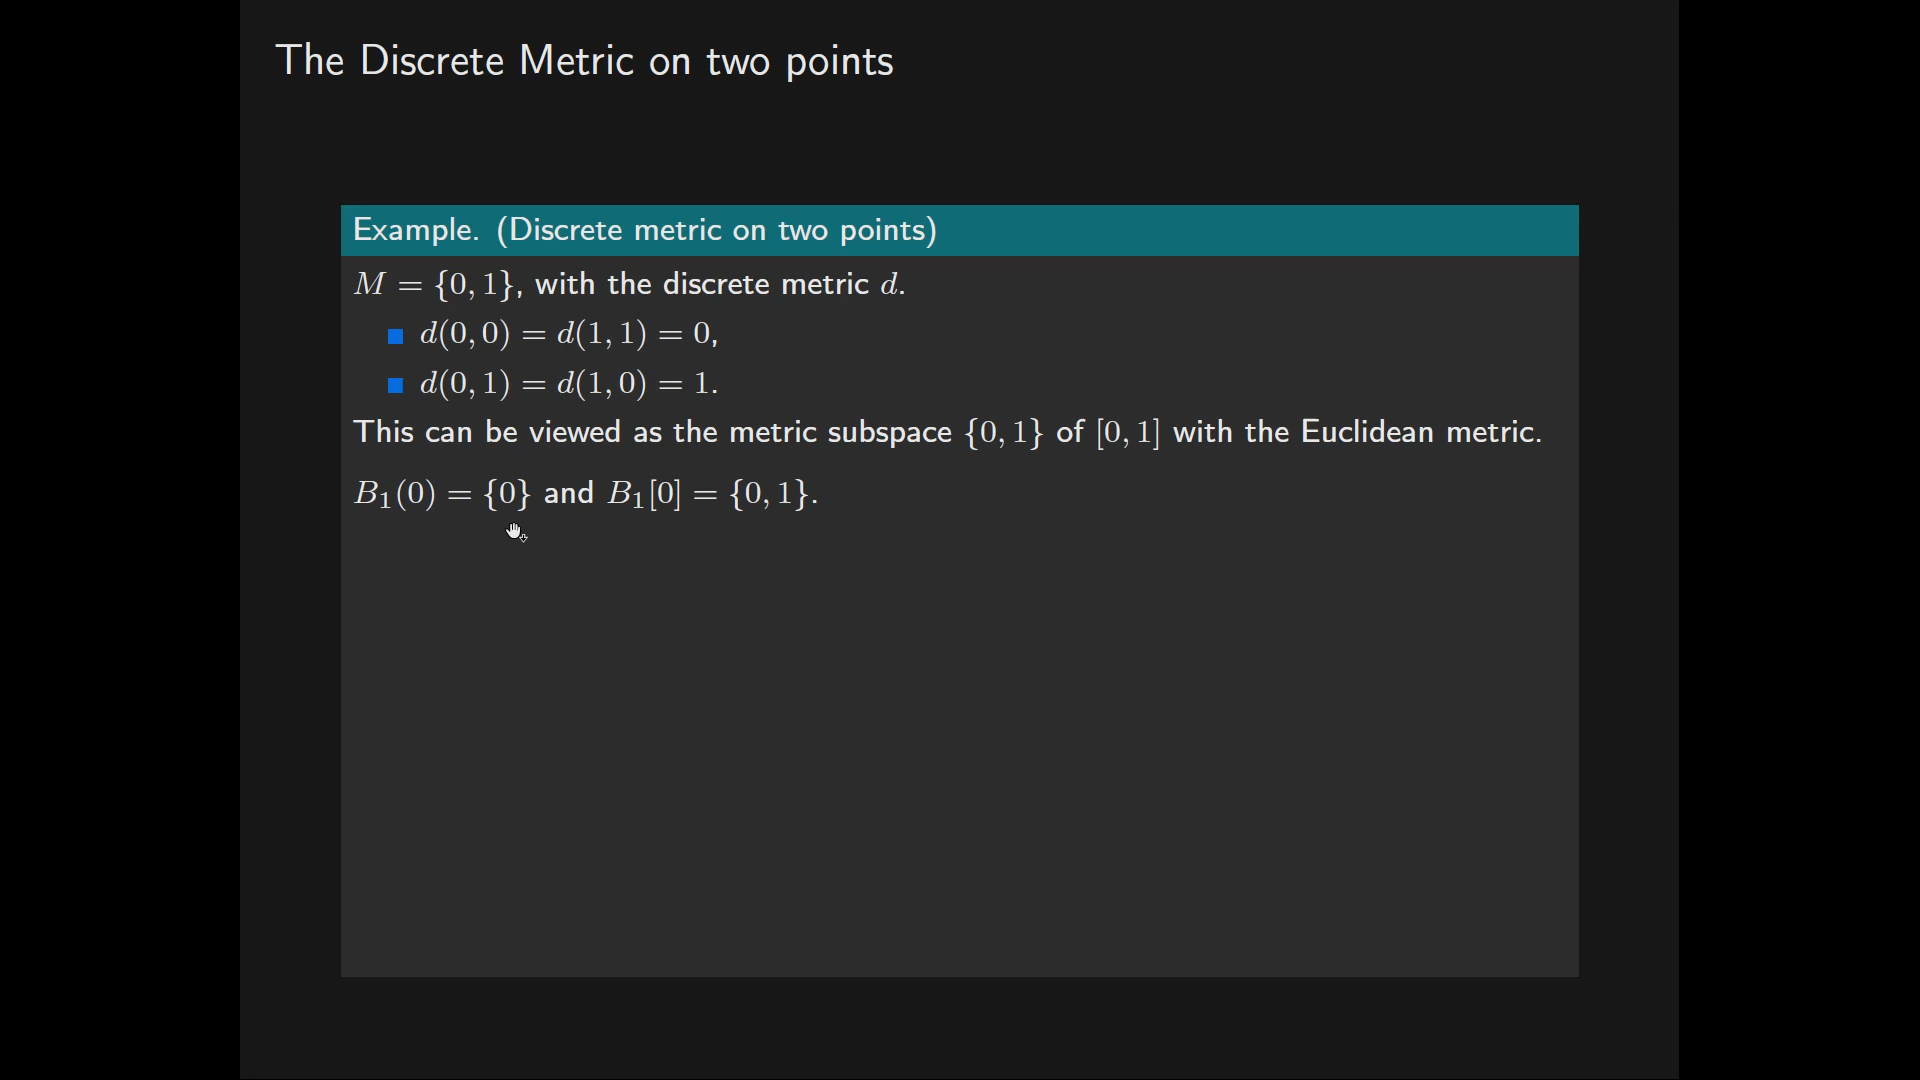 The Discrete Metric on two points
Example. (Discrete metric on two points)
M = {0, 1}, with the discrete metric d.
d(0, 0) = d(1, 1) = 0,
d(0, 1) = d(1, 0) = 1.
This can be viewed as the metric subspace {0, 1} of [0, 1] with the Euclidean metric.
B₁(0) = {0} and B₁[0] = {0, 1}.